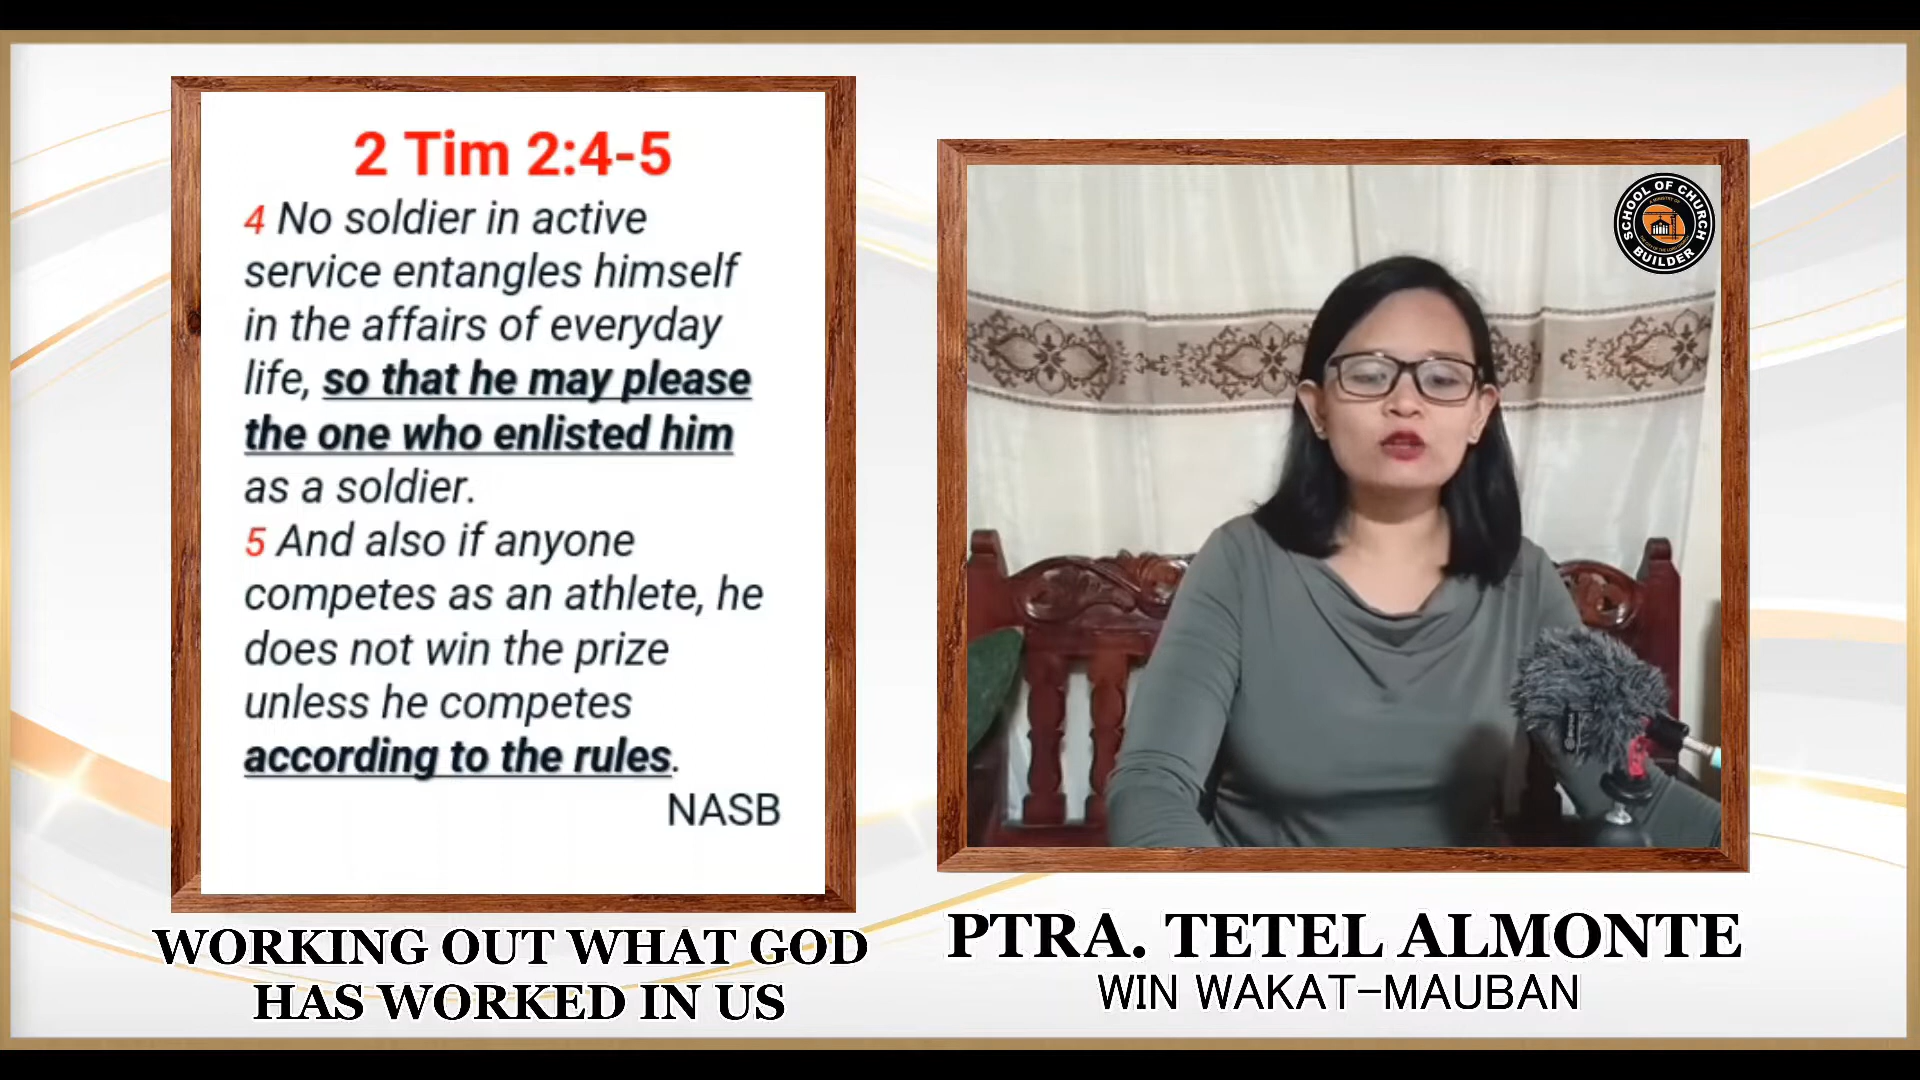 2 Tim 2:4-5
4 No soldier in active
service entangles himself
in the affairs of everyday
life, so that he may please
the one who enlisted him
as a soldier.
5 And also if anyone
competes as an athlete, he
does not win the prize
unless he competes
according to the rules.
NASB
WORKING OUT WHAT GOD
HAS WORKED IN US
SCHOOL OF CHURCH
BUILDER
PTRA. TETEL ALMONTE
WIN WAKAT-MAUBAN